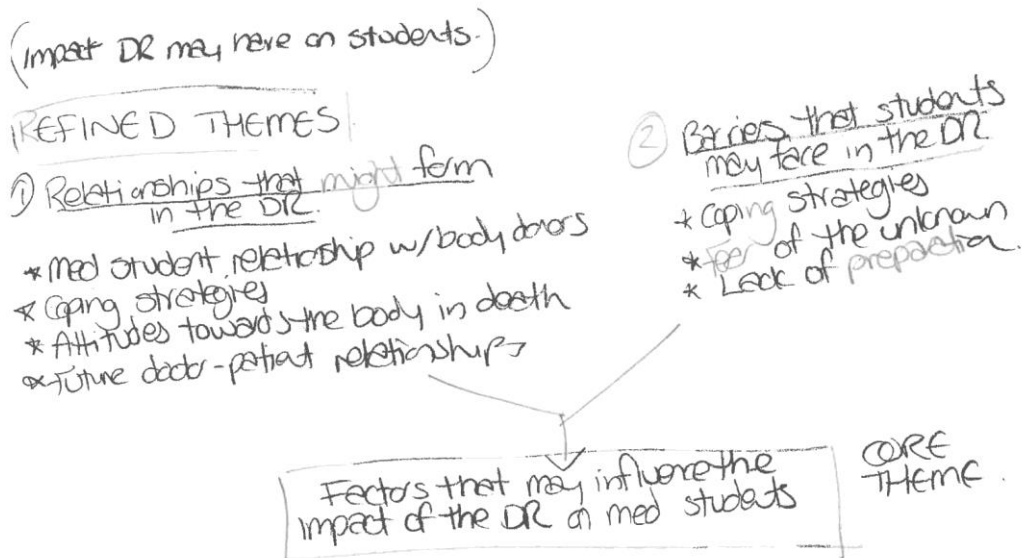 (Impact DR may have on students.)
REFINED THEMES
① Relationships that might form
in the DR.
* Med student relationship w/body donors
* Coping strategies
* Attitudes towards the body in death
* Future doctor-patient relationships
② Barries that students
may face in the DR
* Coping strategies
* Fear of the unknown
* Lack of preparation.
Factors that may influence the
impact of the DR on med students
CORE
THEME.